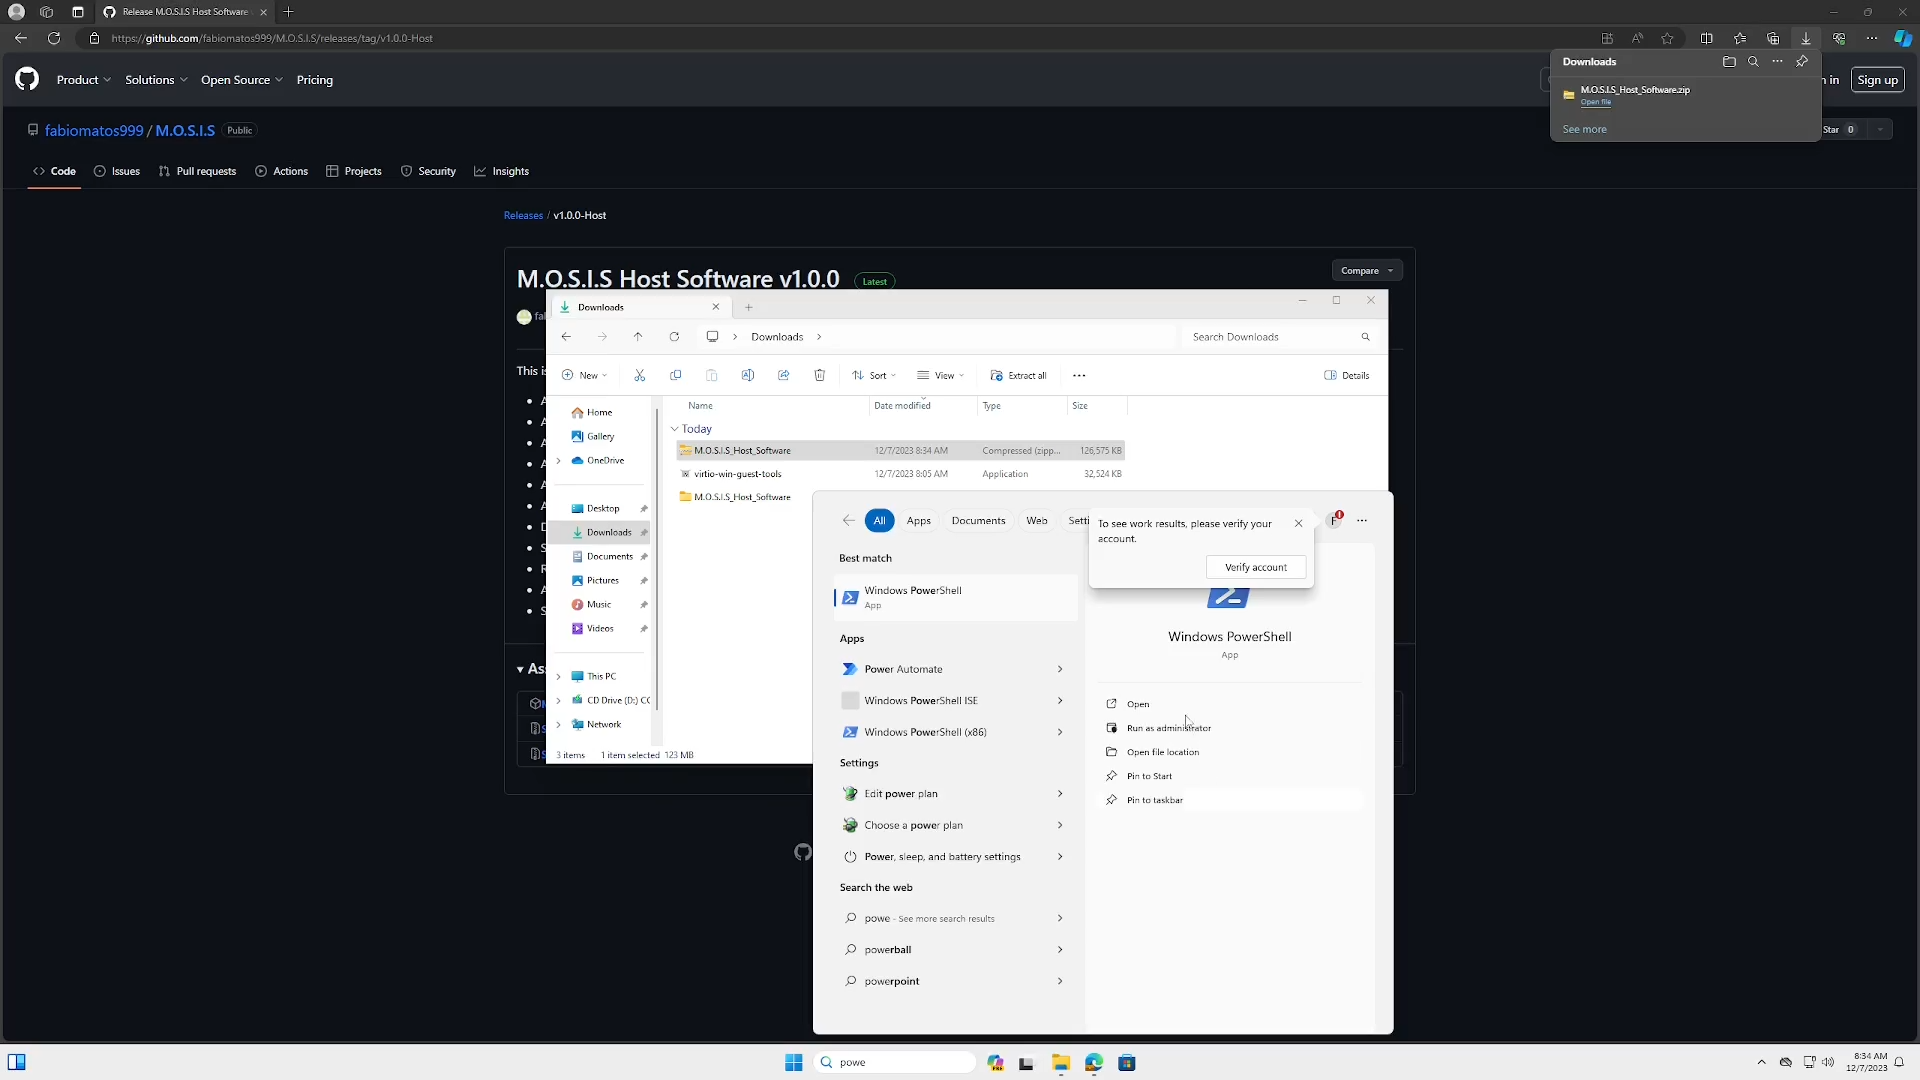 Release M.O.S.I.S Host Software
https://github.com/fabiomatos999/M.O.S.I.S/releases/tag/v1.0.0-Host
Product
Solutions
Open Source
Pricing
Downloads
M.O.S.I.S_Host_Software.zip
Open file
See more
n in
Sign up
fabiomatos999 / M.O.S.I.S
Public
Star 0
Code
Issues
Pull requests
Actions
Projects
Security
Insights
Releases / v1.0.0-Host
M.O.S.I.S Host Software v1.0.0
Latest
Compare
fal
This is
Downloads
Downloads
Search Downloads
New
Sort
View
Extract all
Details
Name
Date modified
Type
Size
Home
Gallery
OneDrive
Desktop
Downloads
Documents
Pictures
Music
Videos
This PC
CD Drive (D:) CC
Network
Today
M.O.S.I.S_Host_Software 12/7/2023 8:34 AM Compressed (zipp... 126,575 KB
virtio-win-guest-tools 12/7/2023 8:05 AM Application 32,524 KB
M.O.S.I.S_Host_Software
3 items 1 item selected 123 MB
As
All
Apps
Documents
Web
Setti
To see work results, please verify your
account.
Verify account
Best match
Windows PowerShell
App
Apps
Power Automate
Windows PowerShell ISE
Windows PowerShell (x86)
Settings
Edit power plan
Choose a power plan
Power, sleep, and battery settings
Search the web
powe - See more search results
powerball
powerpoint
Windows PowerShell
App
Open
Run as administrator
Open file location
Pin to Start
Pin to taskbar
powe
8:34 AM
12/7/2023